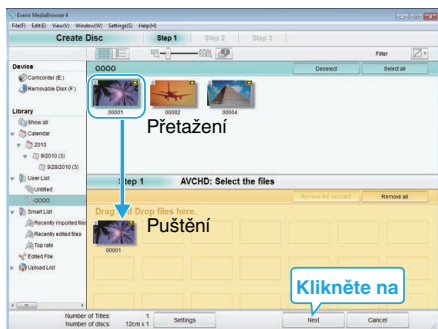 Everio MediaBrowser 4
File(F) Edit(E) View(V) Window(W) Settings(S) Help(H)
Create Disc Step 1 Step 2 Step 3
Filter
Device
Camcorder (E:)
Removable Disk (F:)
Library
Show all
Calendar
2010
9/2010 (3)
9/28/2010 (3)
User List
Untitled
0000
Smart List
Recently imported files
Recently edited files
Top rate
Edited File
Upload List
0000 Deselect Select all
00001 00002 00004
Přetažení
Step 1 AVCHD: Select the files
Remove the selected Remove all
Drag and Drop files here.
Puštění
00001
Klikněte na
Number of Titles: 1
Number of discs: 12cm x 1
Settings Next Cancel